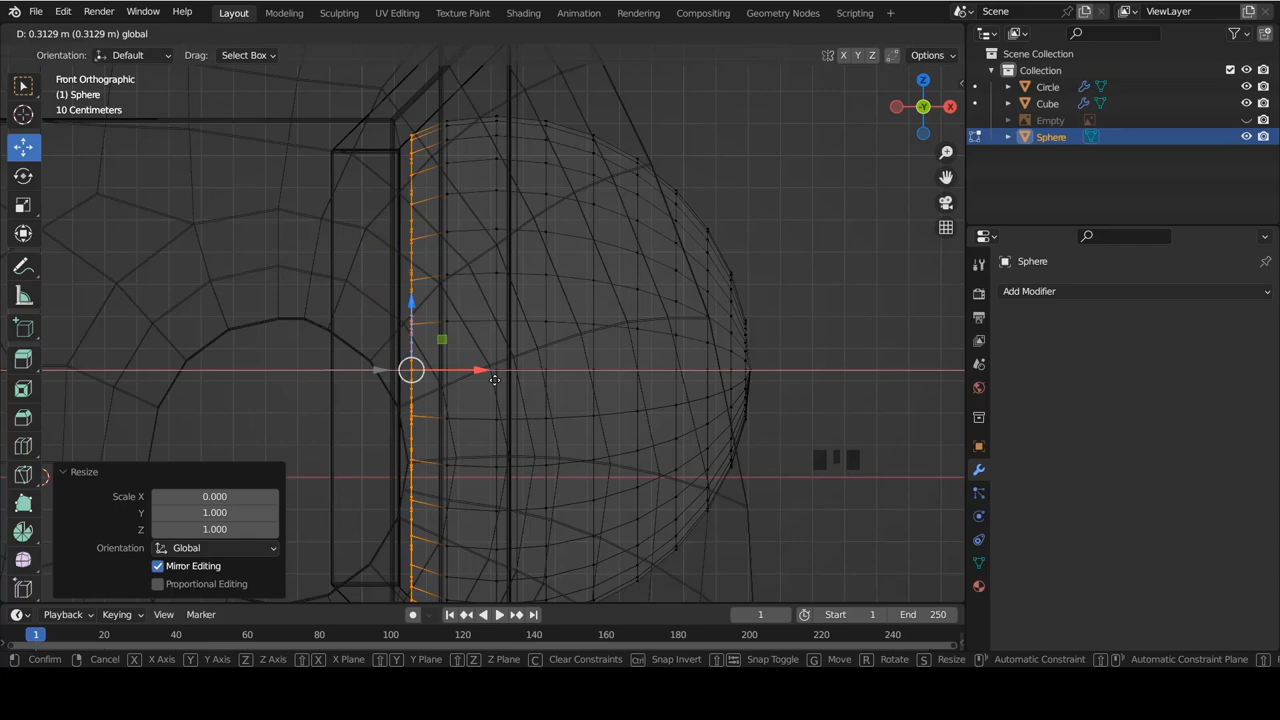 File Edit Render Window Help Layout Modeling Sculpting UV Editing Texture Paint Shading Animation Rendering Compositing Geometry Nodes Scripting Scene ViewLayer
D: 0.3129 m (0.3129 m) global
Orientation: Default Drag: Select Box X Y Z Options
Front Orthographic
(1) Sphere
10 Centimeters
Z
Y
X
Scene Collection
Collection
Circle
Cube
Empty
Sphere
Sphere
Add Modifier
Resize
Scale X 0.000
Y 1.000
Z 1.000
Orientation Global
Mirror Editing
Proportional Editing
Playback Keying View Marker 1 Start 1 End 250
1 20 40 60 80 100 120 140 160 180 200 220 240
Confirm Cancel X X Axis Y Y Axis Z Z Axis X X Plane Y Y Plane Z Z Plane C Clear Constraints Ctrl Snap Invert Snap Toggle G Move R Rotate S Resize Automatic Constraint Automatic Constraint Plane